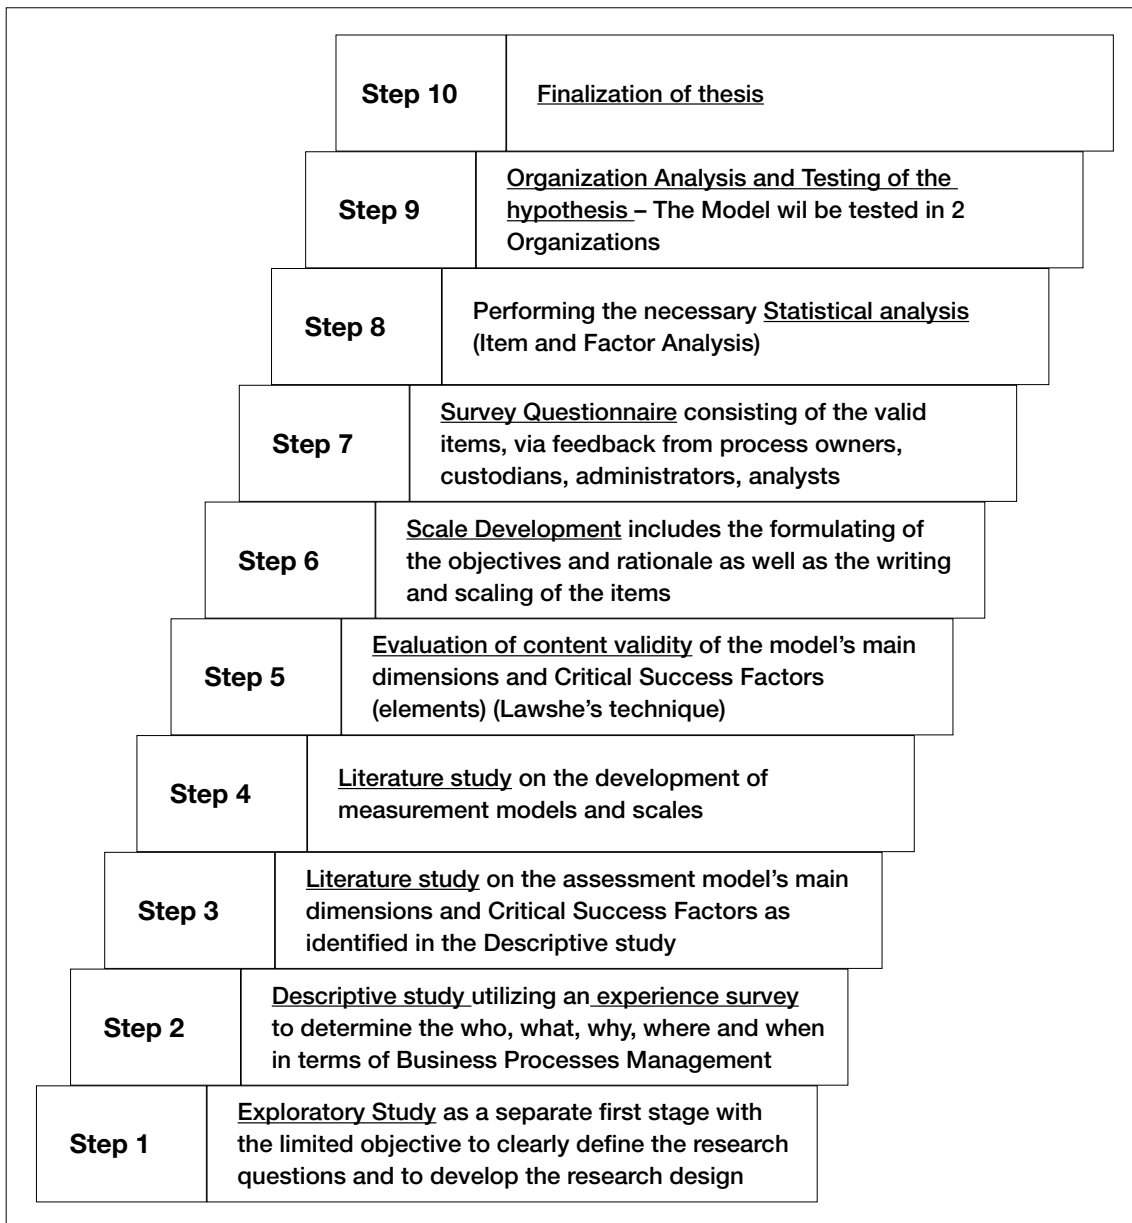 Step 10
Finalization of thesis
Step 9
Organization Analysis and Testing of the
hypothesis – The Model wil be tested in 2
Organizations
Step 8
Performing the necessary Statistical analysis
(Item and Factor Analysis)
Step 7
Survey Questionnaire consisting of the valid
items, via feedback from process owners,
custodians, administrators, analysts
Step 6
Scale Development includes the formulating of
the objectives and rationale as well as the writing
and scaling of the items
Step 5
Evaluation of content validity of the model’s main
dimensions and Critical Success Factors
(elements) (Lawshe’s technique)
Step 4
Literature study on the development of
measurement models and scales
Step 3
Literature study on the assessment model’s main
dimensions and Critical Success Factors as
identified in the Descriptive study
Step 2
Descriptive study utilizing an experience survey
to determine the who, what, why, where and when
in terms of Business Processes Management
Step 1
Exploratory Study as a separate first stage with
the limited objective to clearly define the research
questions and to develop the research design